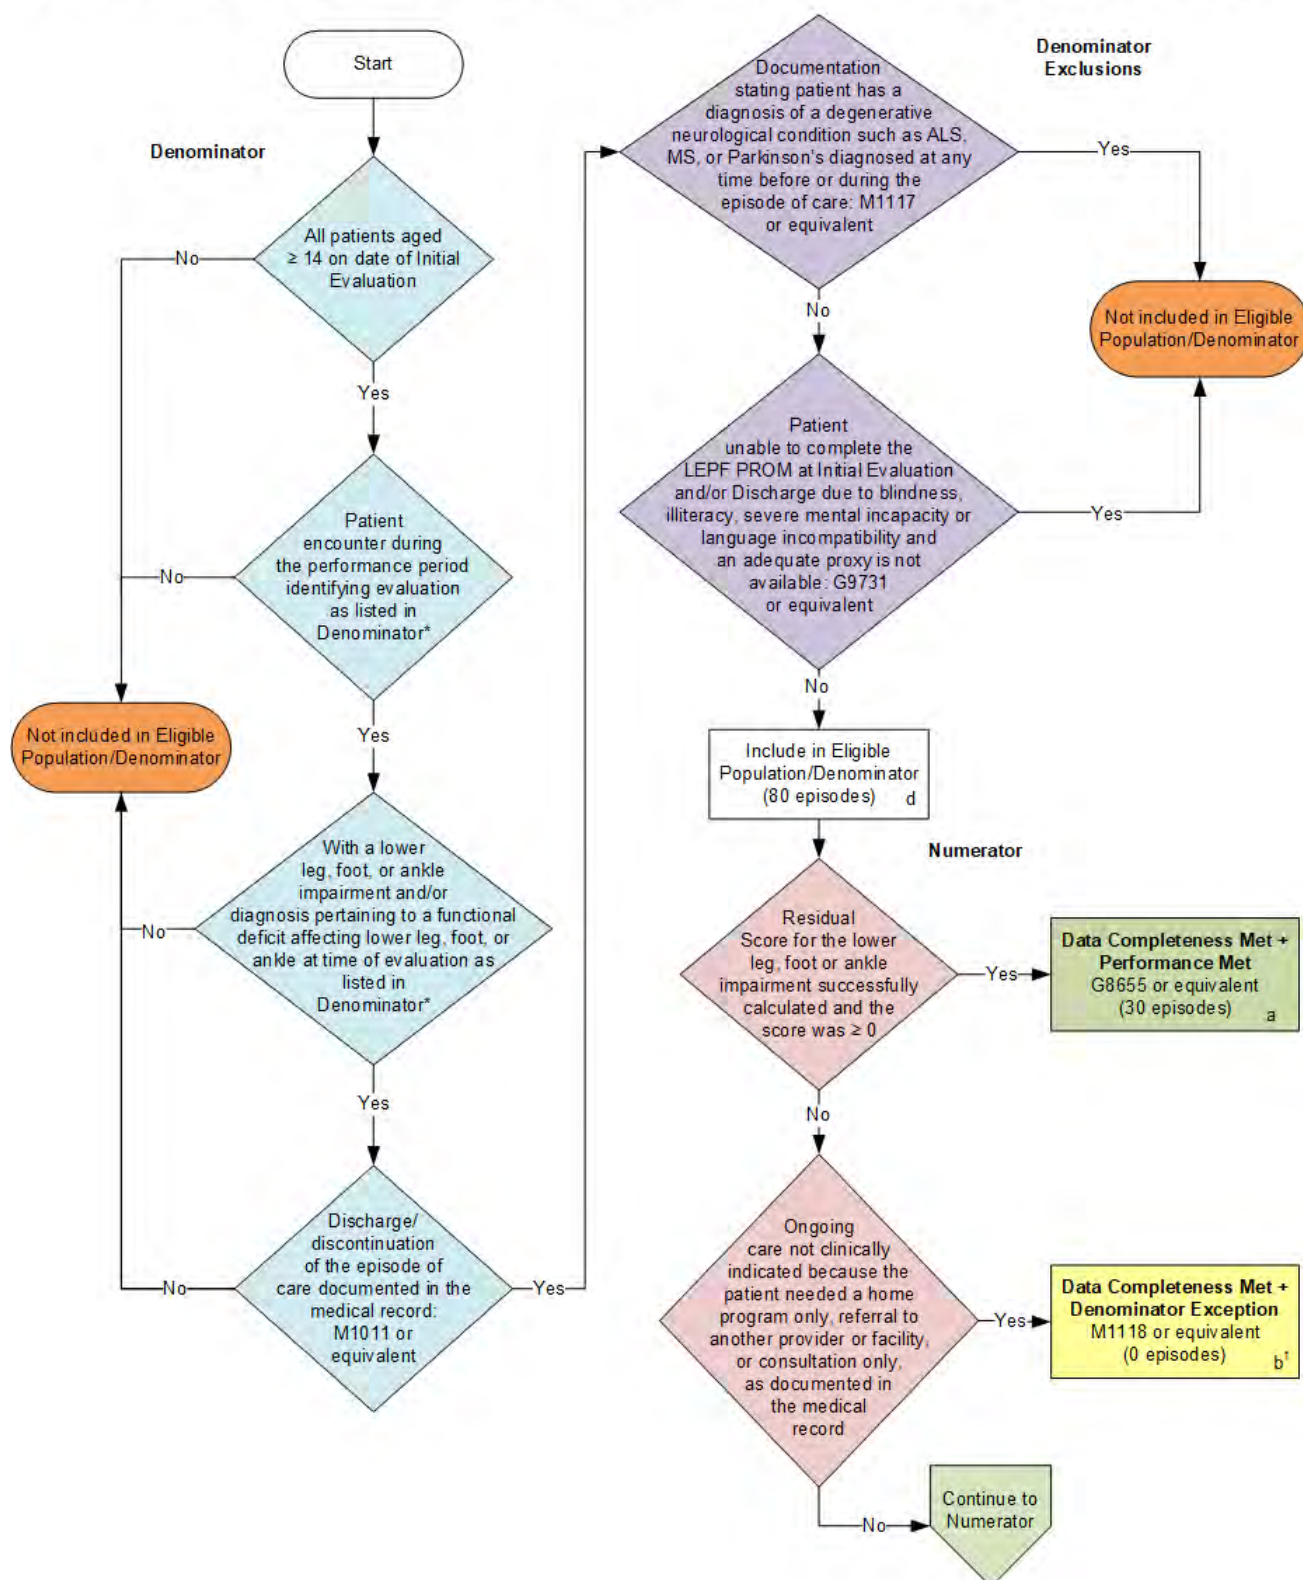 Start
Denominator
All patients aged
≥ 14 on date of Initial
Evaluation
No
Yes
Patient
encounter during
the performance period
identifying evaluation
as listed in
Denominator*
No
Yes
Not included in Eligible
Population/Denominator
With a lower
leg, foot, or ankle
impairment and/or
diagnosis pertaining to a functional
deficit affecting lower leg, foot, or
ankle at time of evaluation as
listed in
Denominator*
No
Yes
Discharge/
discontinuation
of the episode of
care documented in the
medical record:
M1011 or
equivalent
No
Yes
Denominator
Exclusions
Documentation
stating patient has a
diagnosis of a degenerative
neurological condition such as ALS,
MS, or Parkinson's diagnosed at any
time before or during the
episode of care: M1117
or equivalent
Yes
No
Not included in Eligible
Population/Denominator
Patient
unable to complete the
LEPF PROM at Initial Evaluation
and/or Discharge due to blindness,
illiteracy, severe mental incapacity or
language incompatibility and
an adequate proxy is not
available: G9731
or equivalent
Yes
No
Include in Eligible
Population/Denominator
(80 episodes) d
Numerator
Residual
Score for the lower
leg, foot or ankle
impairment successfully
calculated and the
score was ≥ 0
Yes
Data Completeness Met +
Performance Met
G8655 or equivalent
(30 episodes) a
No
Ongoing
care not clinically
indicated because the
patient needed a home
program only, referral to
another provider or facility,
or consultation only,
as documented in
the medical
record
Yes
Data Completeness Met +
Denominator Exception
M1118 or equivalent
(0 episodes) b¹
No
Continue to
Numerator